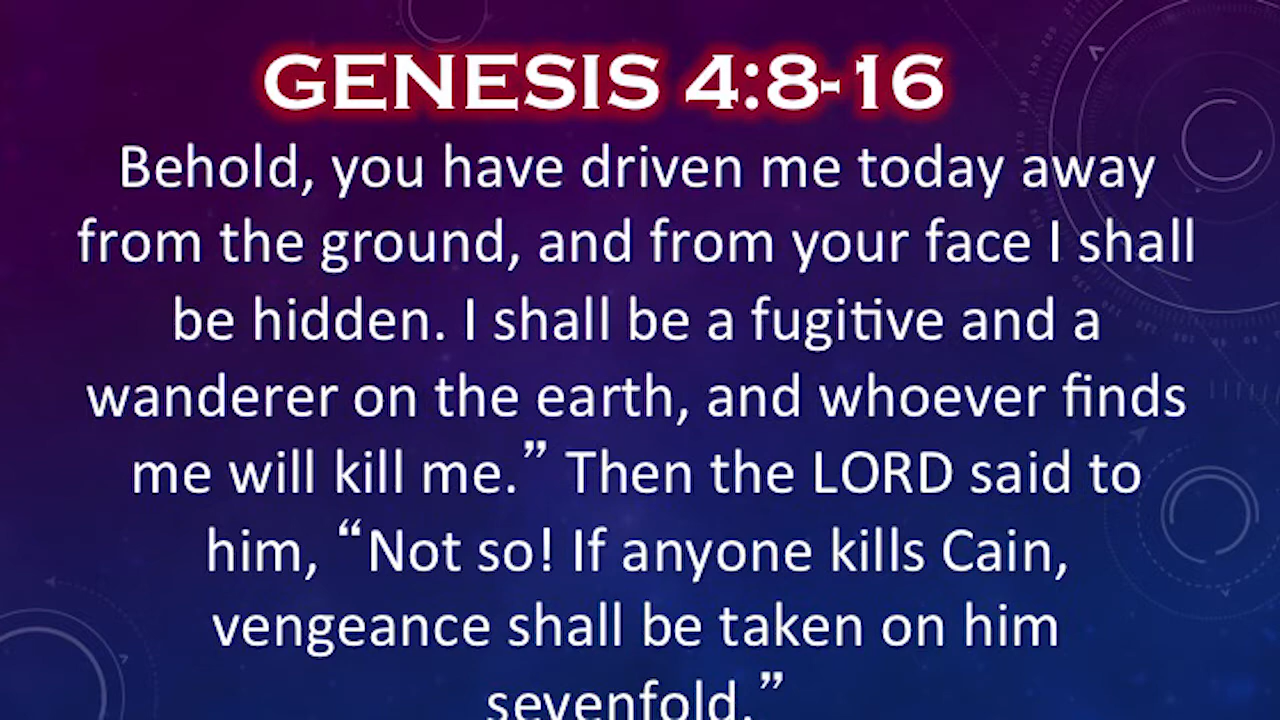 GENESIS 4:8-16
Behold, you have driven me today away
from the ground, and from your face I shall
be hidden. I shall be a fugitive and a
wanderer on the earth, and whoever finds
me will kill me.” Then the LORD said to
him, “Not so! If anyone kills Cain,
vengeance shall be taken on him
sevenfold.”